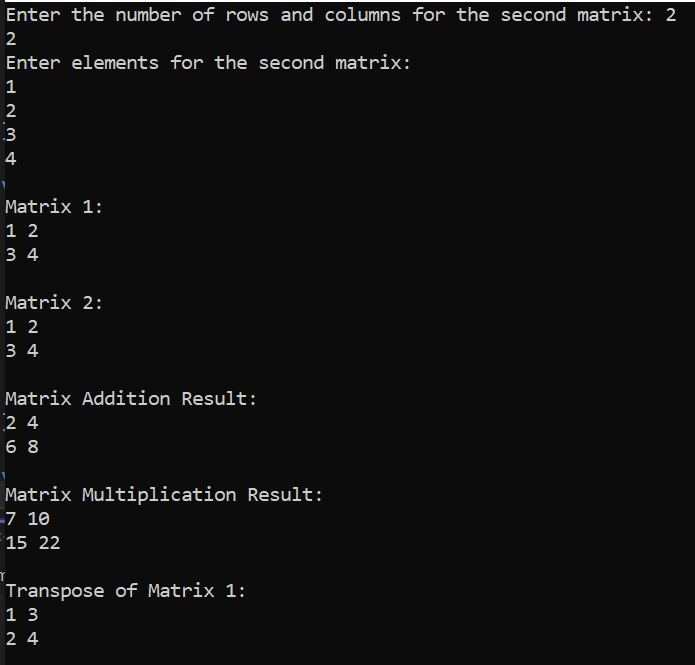 Enter the number of rows and columns for the second matrix: 2
2
Enter elements for the second matrix:
1
2
3
4
Matrix 1:
1 2
3 4
Matrix 2:
1 2
3 4
Matrix Addition Result:
2 4
6 8
Matrix Multiplication Result:
7 10
15 22
Transpose of Matrix 1:
1 3
2 4